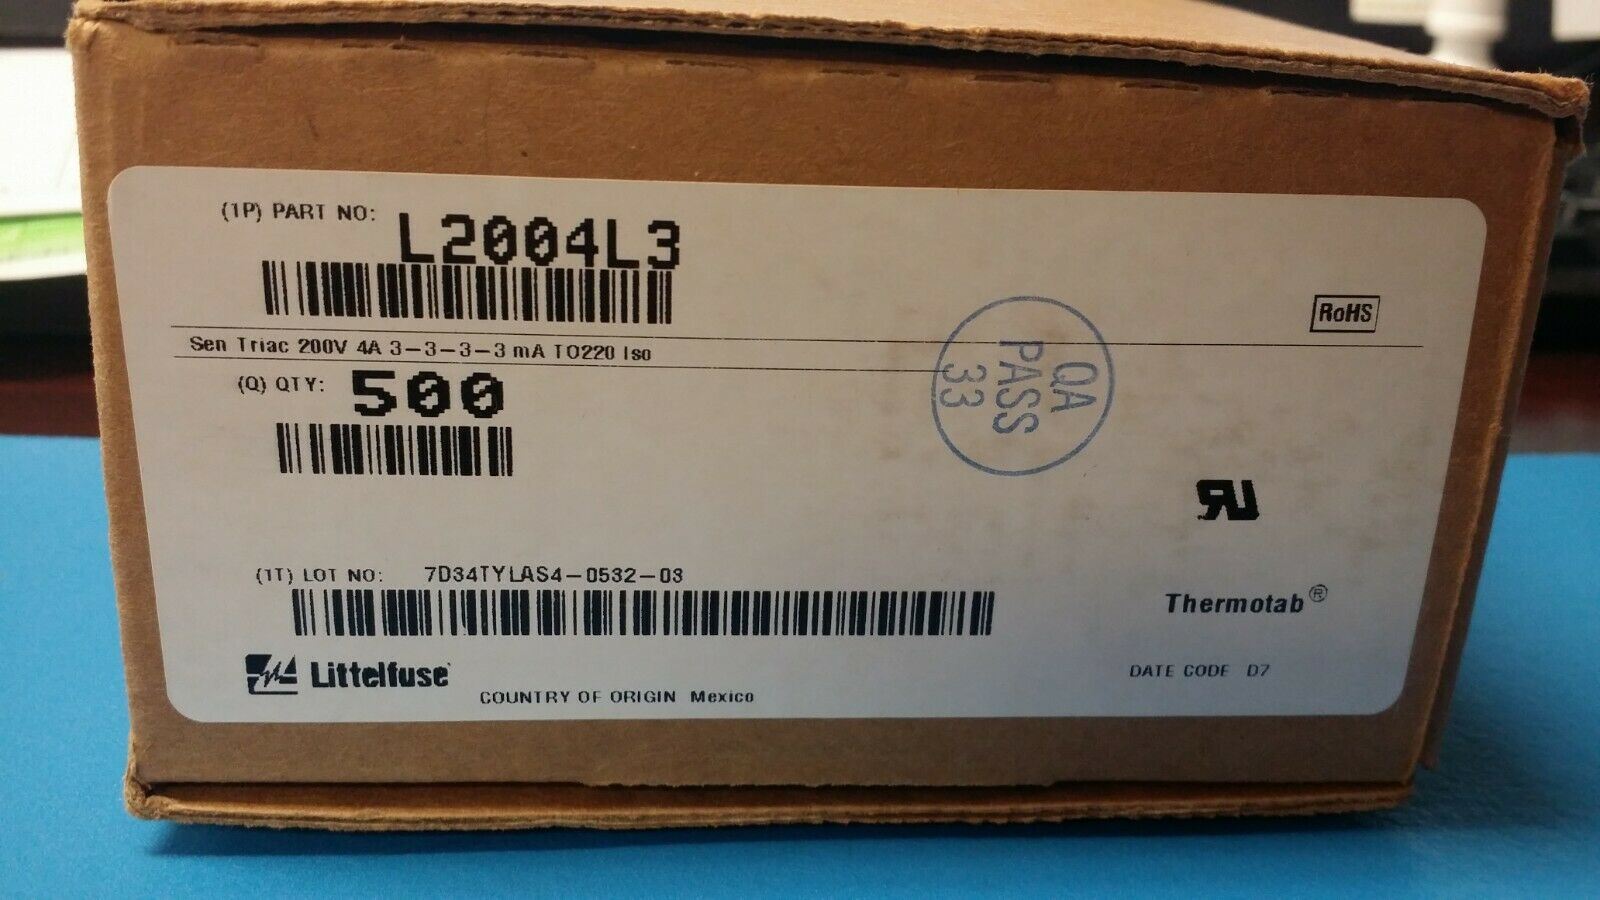 (1P) PART NO: L2004L3
RoHS
Sen Triac 200V 4A 3-3-3-3 mA TO220 Iso
(Q) QTY: 500
QA
PASS
33
RU
(1T) LOT NO: 7D34TYLAS4-0532-03
Thermotab®
Littelfuse
COUNTRY OF ORIGIN Mexico
DATE CODE D7